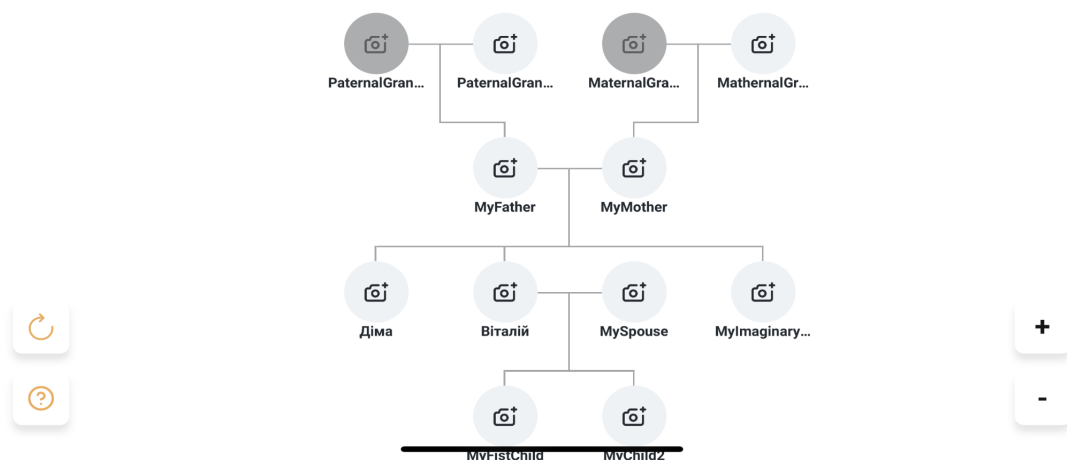 PaternalGran...
PaternalGran...
MaternalGra...
MathernalGr...
MyFather
MyMother
Діма
Віталій
MySpouse
MyImaginary...
+
?
-
MyFistChild
MyChild2